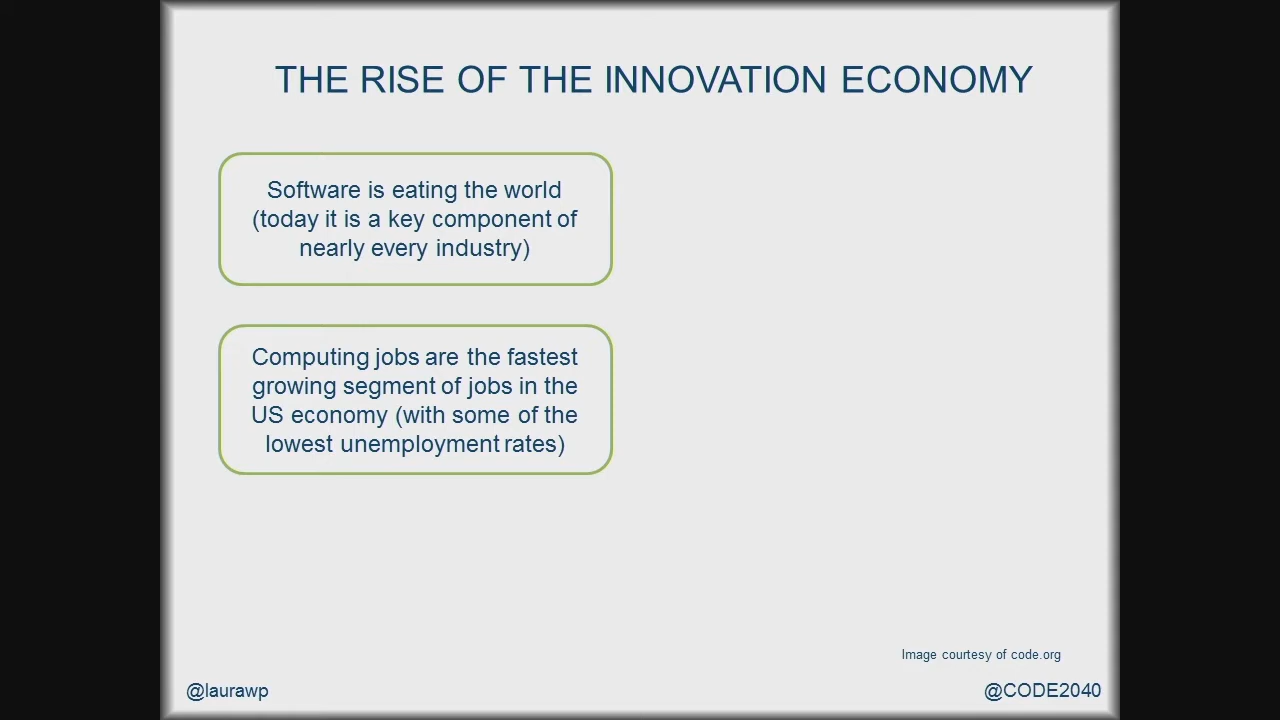 THE RISE OF THE INNOVATION ECONOMY
Software is eating the world
(today it is a key component of
nearly every industry)
Computing jobs are the fastest
growing segment of jobs in the
US economy (with some of the
lowest unemployment rates)
Image courtesy of code.org
@laurawp
@CODE2040